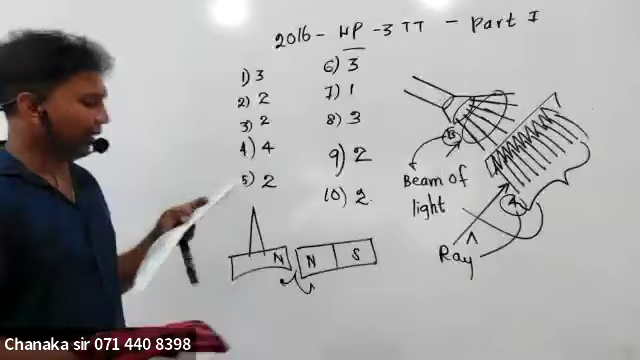 2016 - NP - 3 TT - Part I
1) 3
2) 2
3) 2
4) 4
5) 2
6) 3
7) 1
8) 3
9) 2
10) 2
B
Beam of
light
A
Ray
N
N S
Chanaka sir 071 440 8398